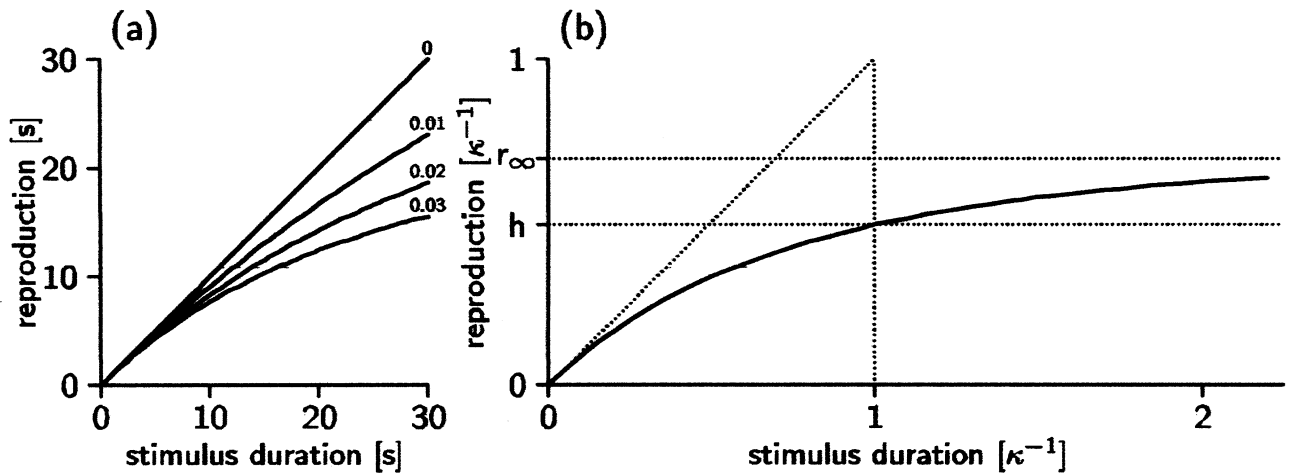 (a)
0
30
0.01
0.02
20
0.03
10
0
0 10 20 30
reproduction [s]
stimulus duration [s]
(b)
1
r∞
h
0
0 1 2
reproduction [κ⁻¹]
stimulus duration [κ⁻¹]